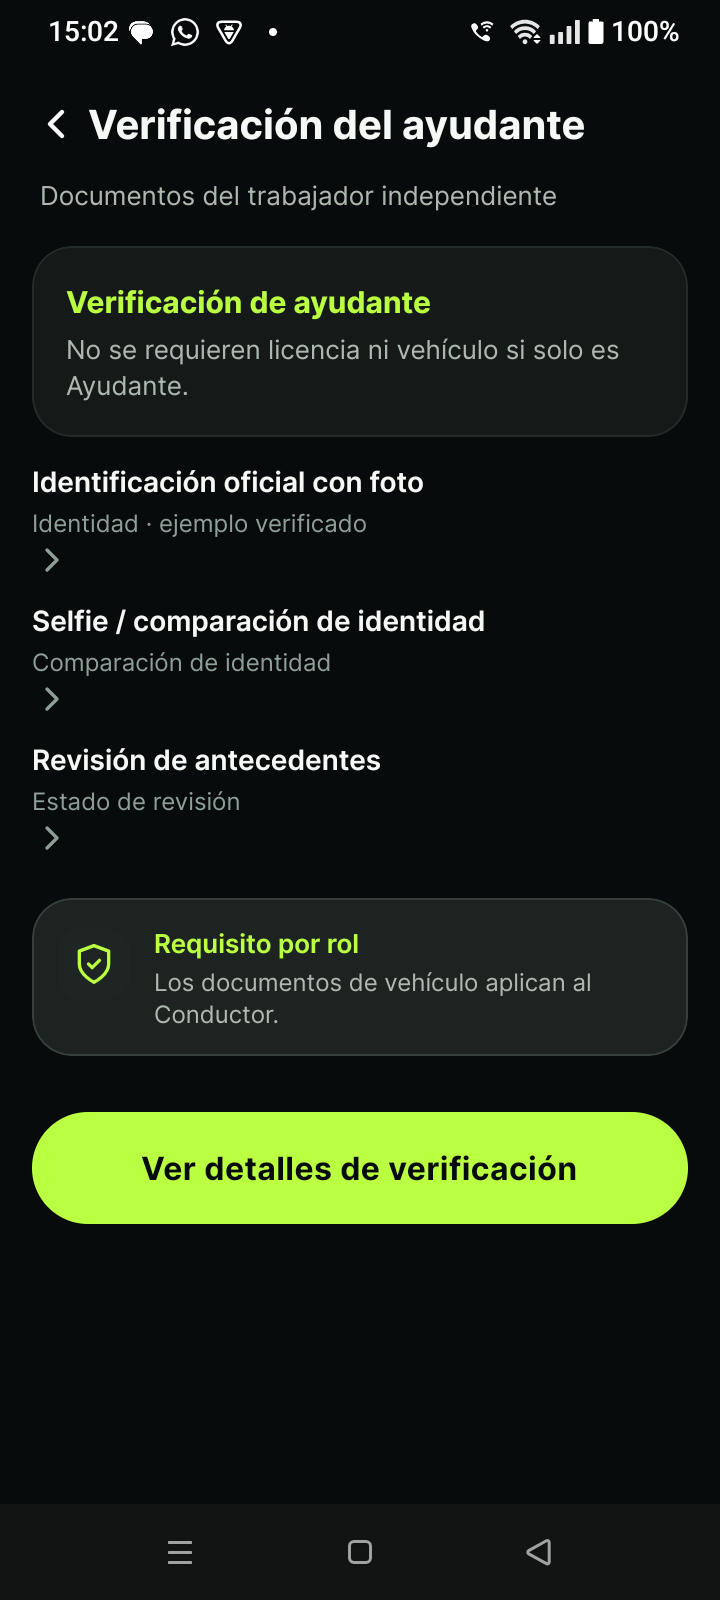 15:02
100%
Verificación del ayudante
Documentos del trabajador independiente
Verificación de ayudante
No se requieren licencia ni vehículo si solo es
Ayudante.
Identificación oficial con foto
Identidad · ejemplo verificado
Selfie / comparación de identidad
Comparación de identidad
Revisión de antecedentes
Estado de revisión
Requisito por rol
Los documentos de vehículo aplican al
Conductor.
Ver detalles de verificación